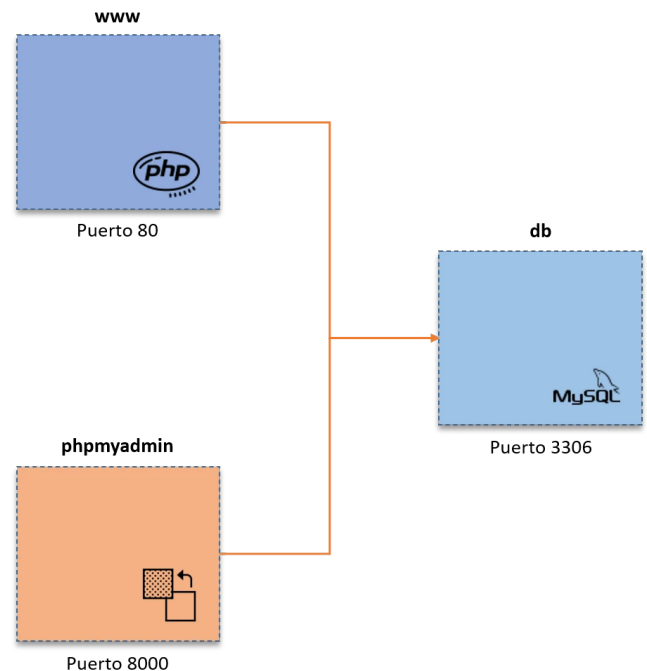 www
php
Puerto 80
db
MySQL
Puerto 3306
phpmyadmin
Puerto 8000